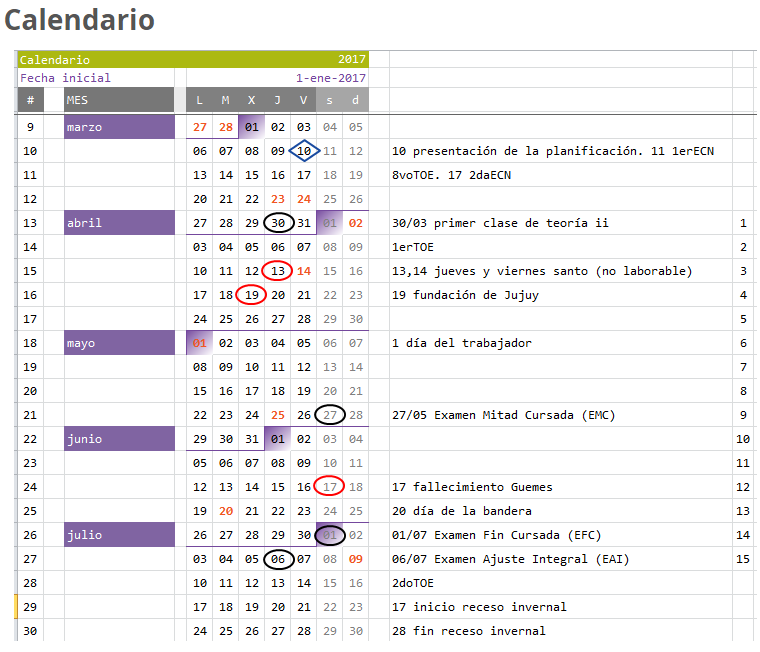 Calendario
Calendario 2017
Fecha inicial 1-ene-2017
# MES L M X J V s d
9 marzo 27 28 01 02 03 04 05
10 06 07 08 09 10 11 12 10 presentación de la planificación. 11 1erECN
11 13 14 15 16 17 18 19 8voTOE. 17 2daECN
12 20 21 22 23 24 25 26
13 abril 27 28 29 30 31 01 02 30/03 primer clase de teoría ii 1
14 03 04 05 06 07 08 09 1erTOE 2
15 10 11 12 13 14 15 16 13,14 jueves y viernes santo (no laborable) 3
16 17 18 19 20 21 22 23 19 fundación de Jujuy 4
17 24 25 26 27 28 29 30 5
18 mayo 01 02 03 04 05 06 07 1 día del trabajador 6
19 08 09 10 11 12 13 14 7
20 15 16 17 18 19 20 21 8
21 22 23 24 25 26 27 28 27/05 Examen Mitad Cursada (EMC) 9
22 junio 29 30 31 01 02 03 04 10
23 05 06 07 08 09 10 11 11
24 12 13 14 15 16 17 18 17 fallecimiento Guemes 12
25 19 20 21 22 23 24 25 20 día de la bandera 13
26 julio 26 27 28 29 30 01 02 01/07 Examen Fin Cursada (EFC) 14
27 03 04 05 06 07 08 09 06/07 Examen Ajuste Integral (EAI) 15
28 10 11 12 13 14 15 16 2doTOE
29 17 18 19 20 21 22 23 17 inicio receso invernal
30 24 25 26 27 28 29 30 28 fin receso invernal